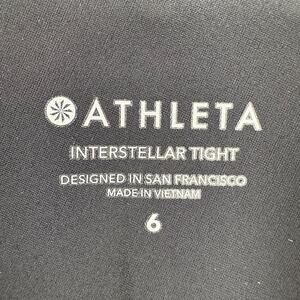 ATHLETA
INTERSTELLAR TIGHT
DESIGNED IN SAN FRANCISCO
MADE IN VIETNAM
6